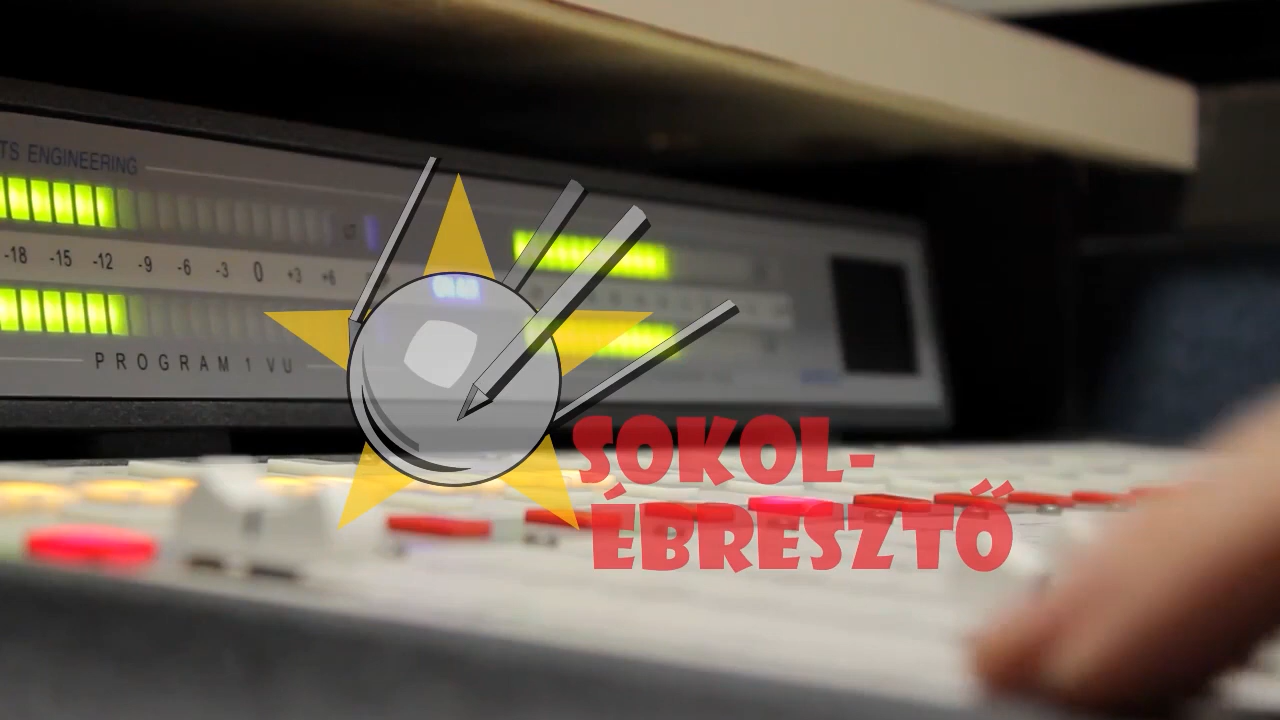 TS ENGINEERING
-18 -15 -12 -9 -6 -3 0 +3 +6
PROGRAM 1 VU
SOKOL-
ÉBRESZTŐ